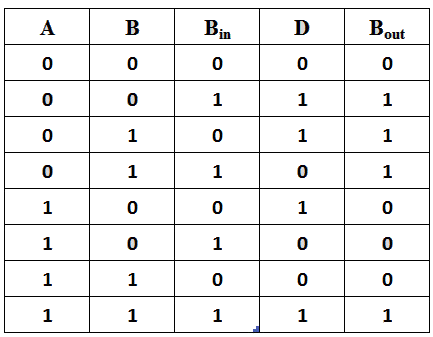 A B Bin D Bout
0 0 0 0 0
0 0 1 1 1
0 1 0 1 1
0 1 1 0 1
1 0 0 1 0
1 0 1 0 0
1 1 0 0 0
1 1 1 1 1